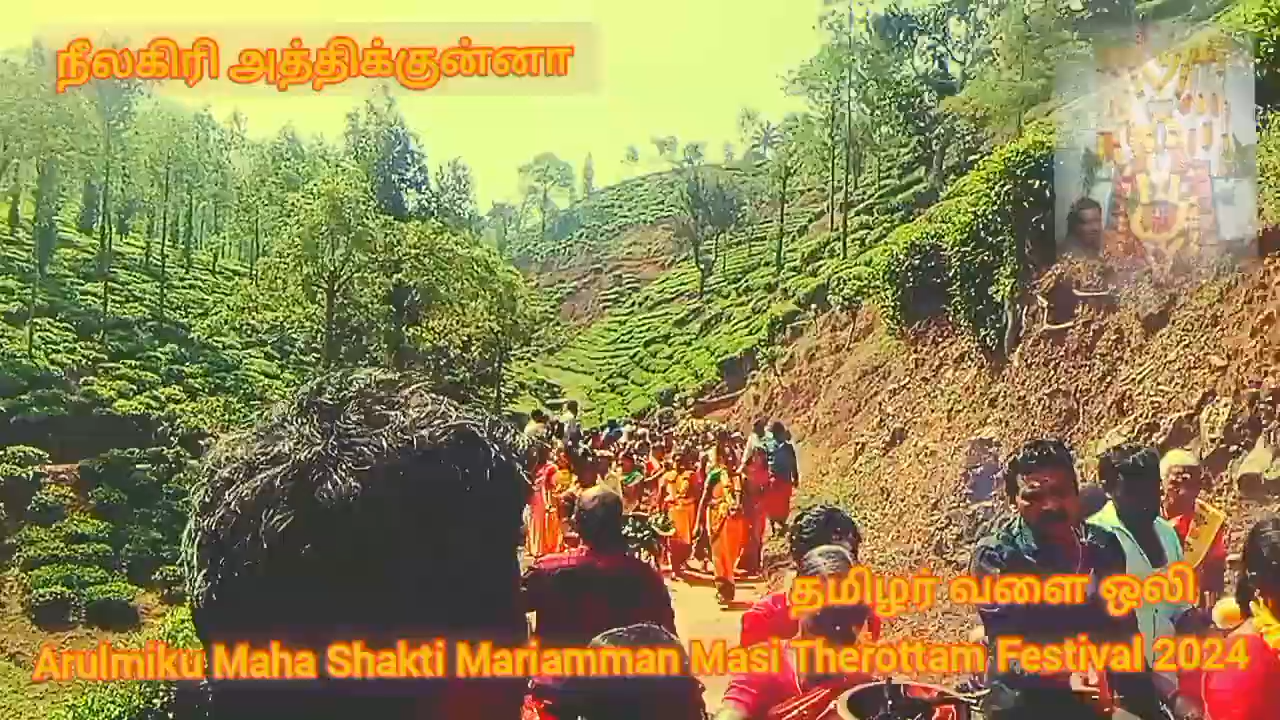 நீலகிரி அத்திக்குன்னா
தமிழர் வளை ஒலி
Arulmiku Maha Shakti Mariamman Masi Therottam Festival 2024